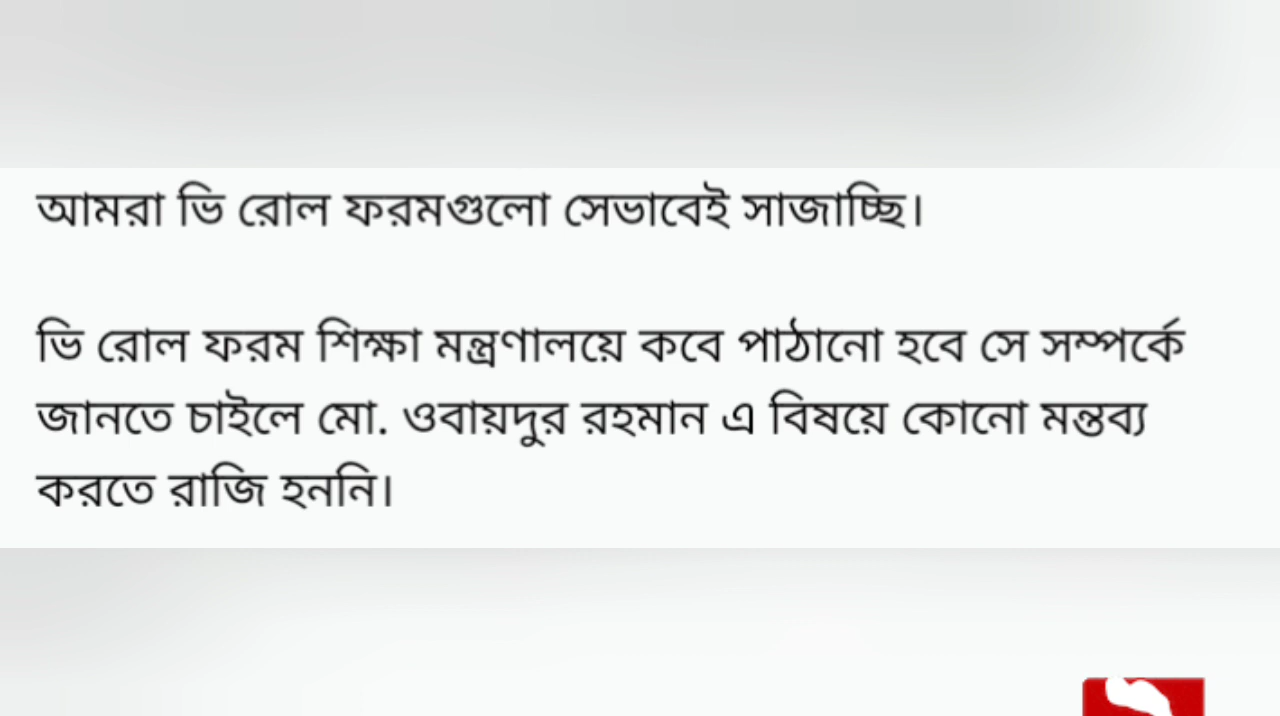 আমরা ভি রোল ফরমগুলো সেভাবেই সাজাচ্ছি।
ভি রোল ফরম শিক্ষা মন্ত্রণালয়ে কবে পাঠানো হবে সে সম্পর্কে
জানতে চাইলে মো. ওবায়দুর রহমান এ বিষয়ে কোনো মন্তব্য
করতে রাজি হননি।